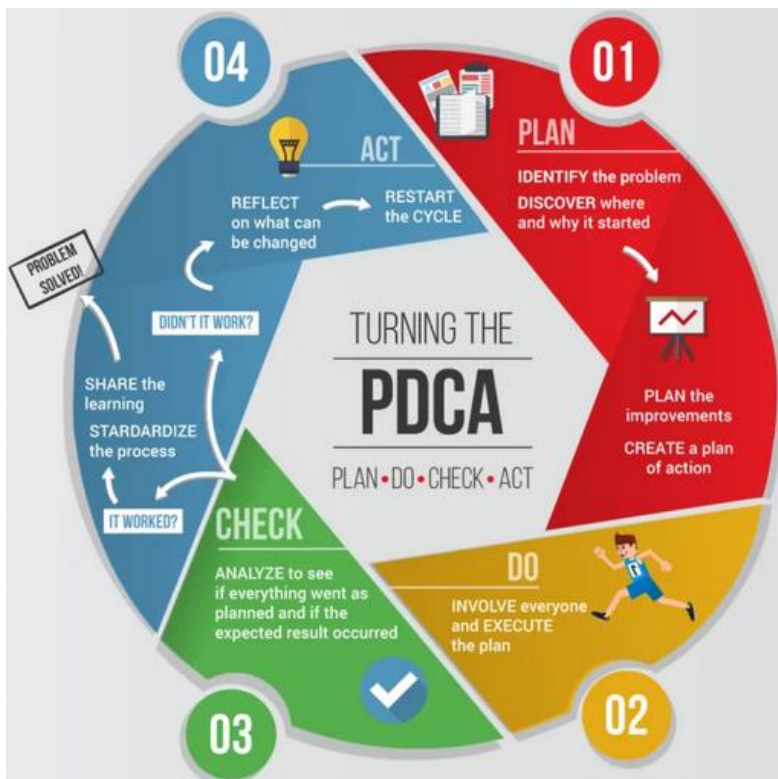 TURNING THE
PDCA
PLAN•DO•CHECK•ACT
01
PLAN
IDENTIFY the problem
DISCOVER where
and why it started
PLAN the
improvements
CREATE a plan
of action
02
DO
INVOLVE everyone
and EXECUTE
the plan
03
CHECK
ANALYZE to see
if everything went as
planned and if the
expected result occurred
04
ACT
IT WORKED?
STARDARDIZE
the process
SHARE the
learning
PROBLEM
SOLVED!
DIDN'T IT WORK?
REFLECT
on what can
be changed
RESTART
the CYCLE